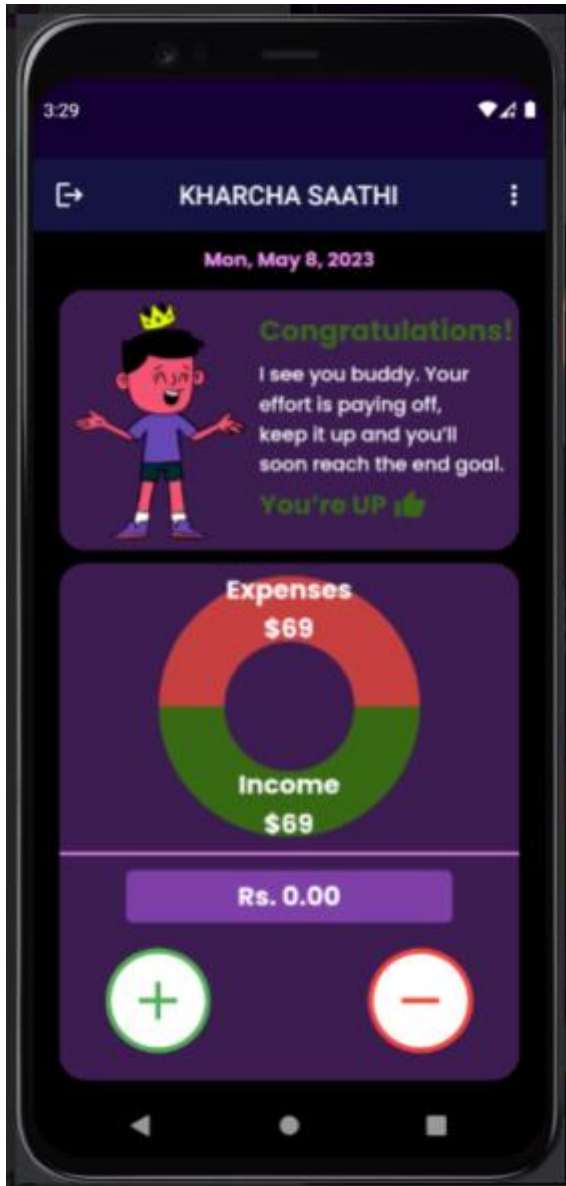 3:29
KHARCHA SAATHI
Mon, May 8, 2023
Congratulations!
I see you buddy. Your
effort is paying off,
keep it up and you'll
soon reach the end goal.
You're UP
Expenses
$69
Income
$69
Rs. 0.00